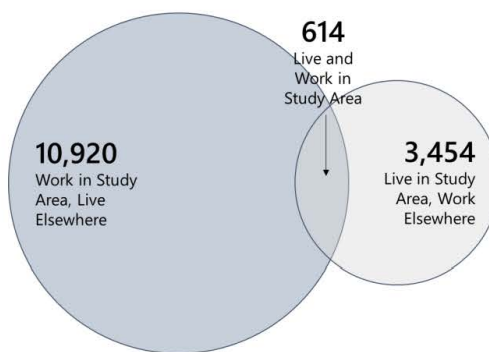 614
Live and
Work in
Study Area
10,920
Work in Study
Area, Live
Elsewhere
3,454
Live in Study
Area, Work
Elsewhere